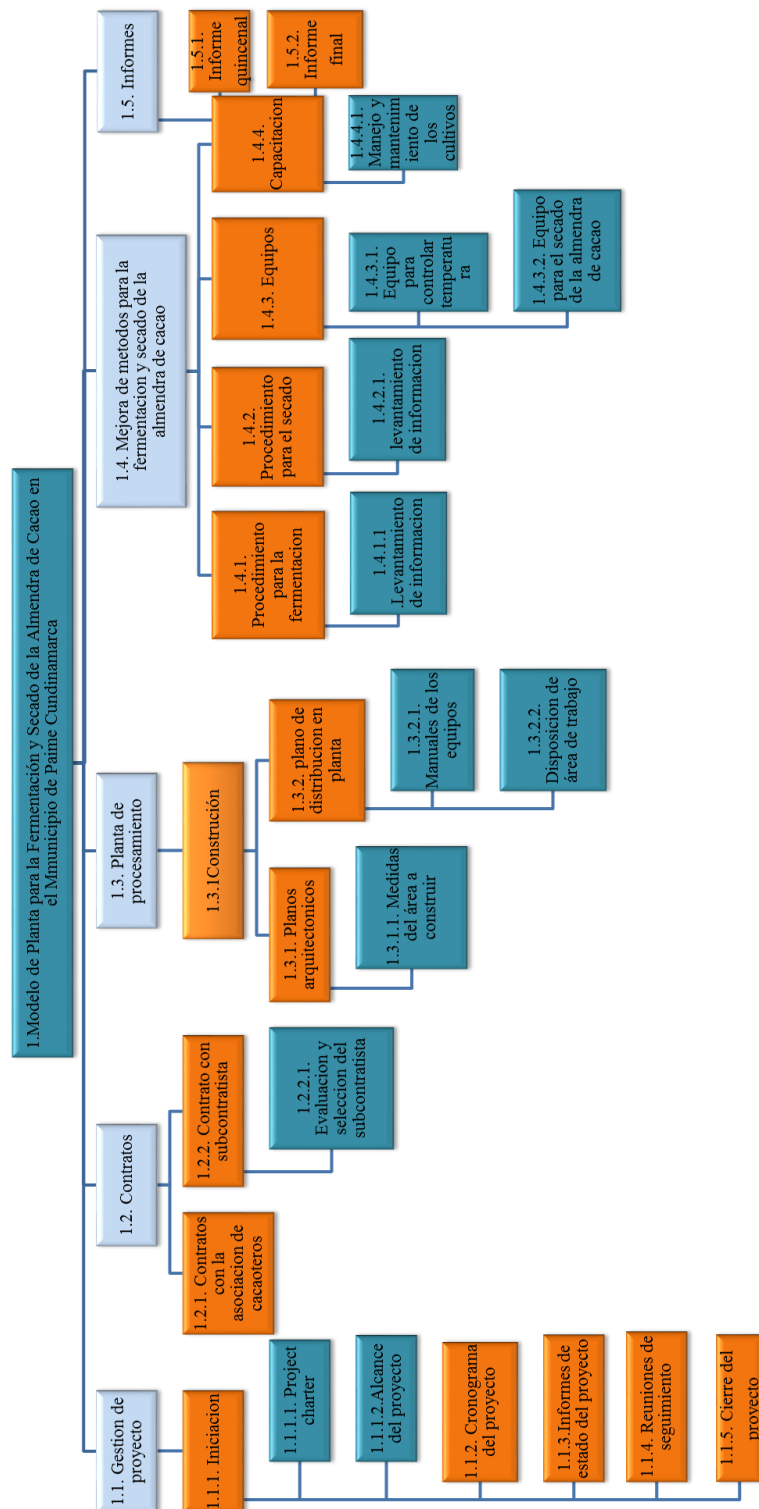 1.Modelo de Planta para la Fermentación y Secado de la Almendra de Cacao en
el Mmunicipio de Paime Cundinamarca
1.1. Gestion de
proyecto
1.1.1. Iniciacion
1.1.1.1. Project
charter
1.1.1.2.Alcance
del proyecto
1.1.2. Cronograma
del proyecto
1.1.3.Informes de
estado del proyecto
1.1.4. Reuniones de
seguimiento
1.1.5. Cierre del
proyecto
1.2. Contratos
1.2.1. Contratos
con la
asociacion de
cacaoteros
1.2.2. Contrato con
subcontratista
1.2.2.1.
Evaluacion y
seleccion del
subcontratista
1.3. Planta de
procesamiento
1.3.1Construción
1.3.1. Planos
arquitectonicos
1.3.1.1. Medidas
del área a
construir
1.3.2. plano de
distribucion en
planta
1.3.2.1.
Manuales de los
equipos
1.3.2.2.
Disposicion de
área de trabajo
1.4. Mejora de metodos para la
fermentacion y secado de la
almendra de cacao
1.4.1.
Procedimiento
para la
fermentacion
1.4.1.1
.Levantamiento
de informacion
1.4.2.
Procedimiento
para el secado
1.4.2.1.
levantamiento
de informacion
1.4.3. Equipos
1.4.3.1.
Equipo
para
controlar
temperatu
ra
1.4.3.2. Equipo
para el secado
de la almendra
de cacao
1.4.4.
Capacitacion
1.4.4.1.
Manejo y
mantenim
iento de
los
cultivos
1.5. Informes
1.5.1.
Informe
quincenal
1.5.2.
Informe
final